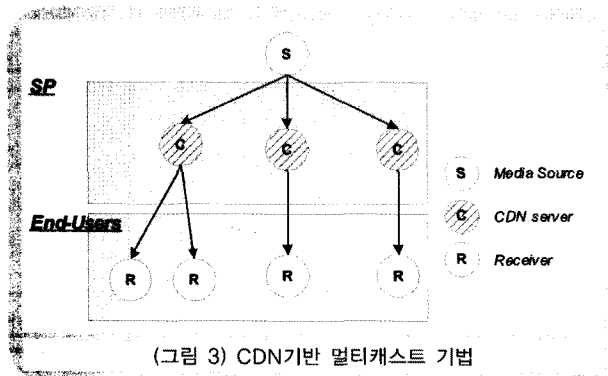 S
SP
C C C
S Media Source
C CDN server
End-Users
R R R R
R Receiver
(그림 3) CDN기반 멀티캐스트 기법